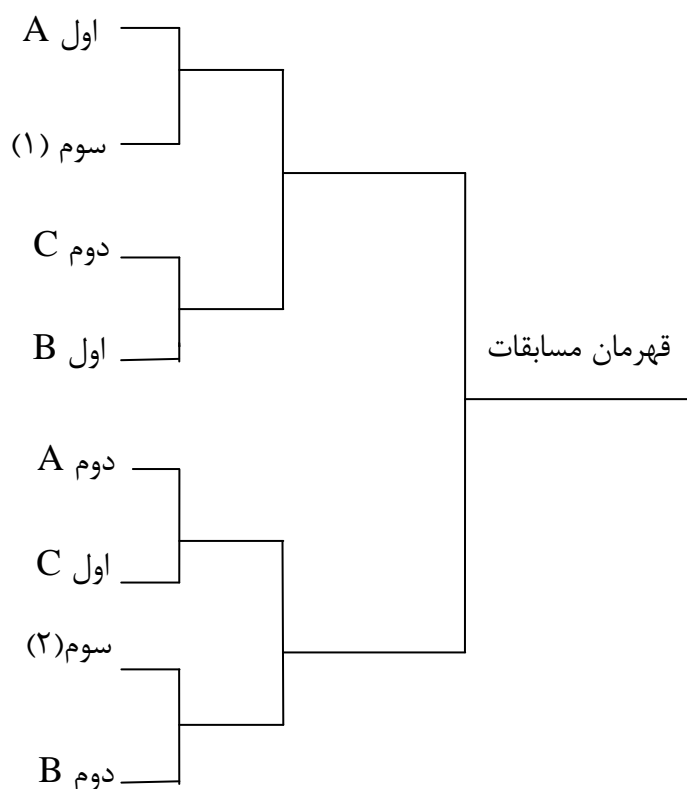 اول A
سوم (۱)
دوم C
اول B
قهرمان مسابقات
دوم A
اول C
سوم(۲)
دوم B